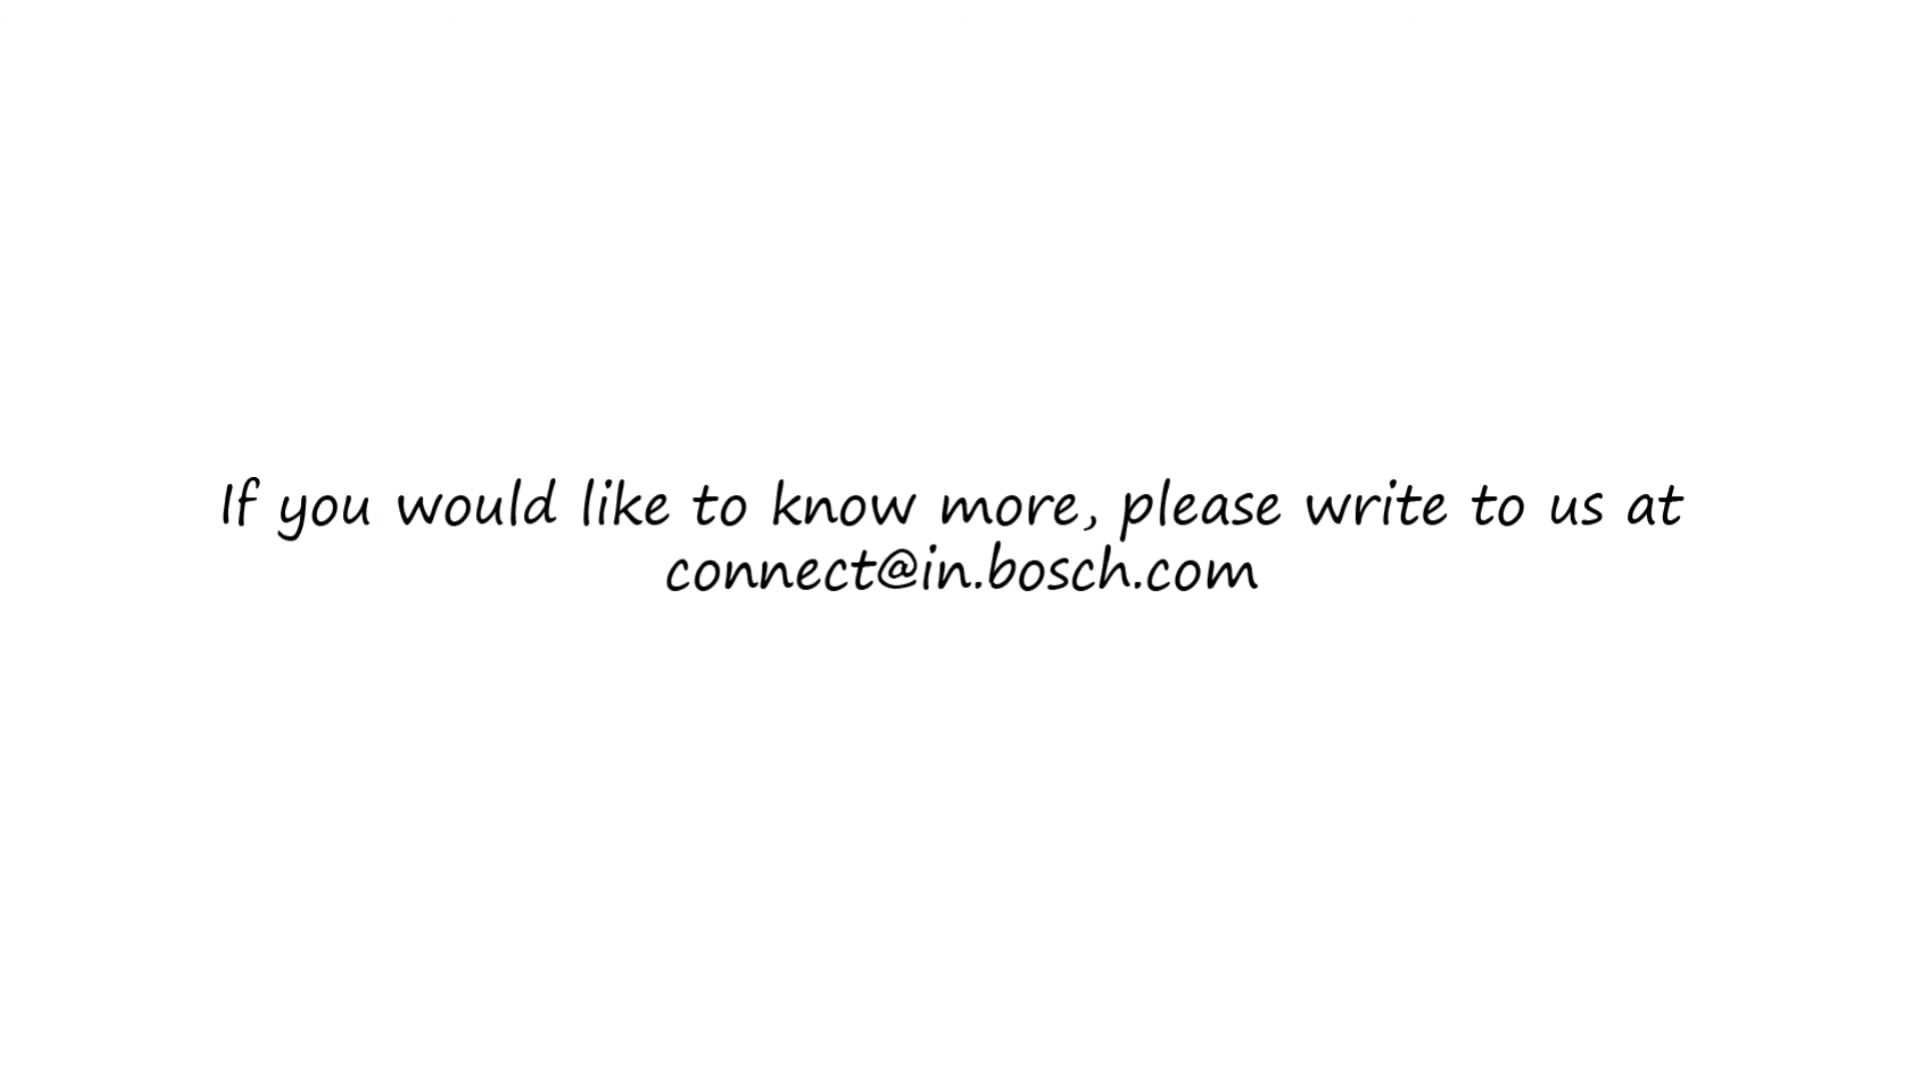 If you would like to know more, please write to us at
connect@in.bosch.com